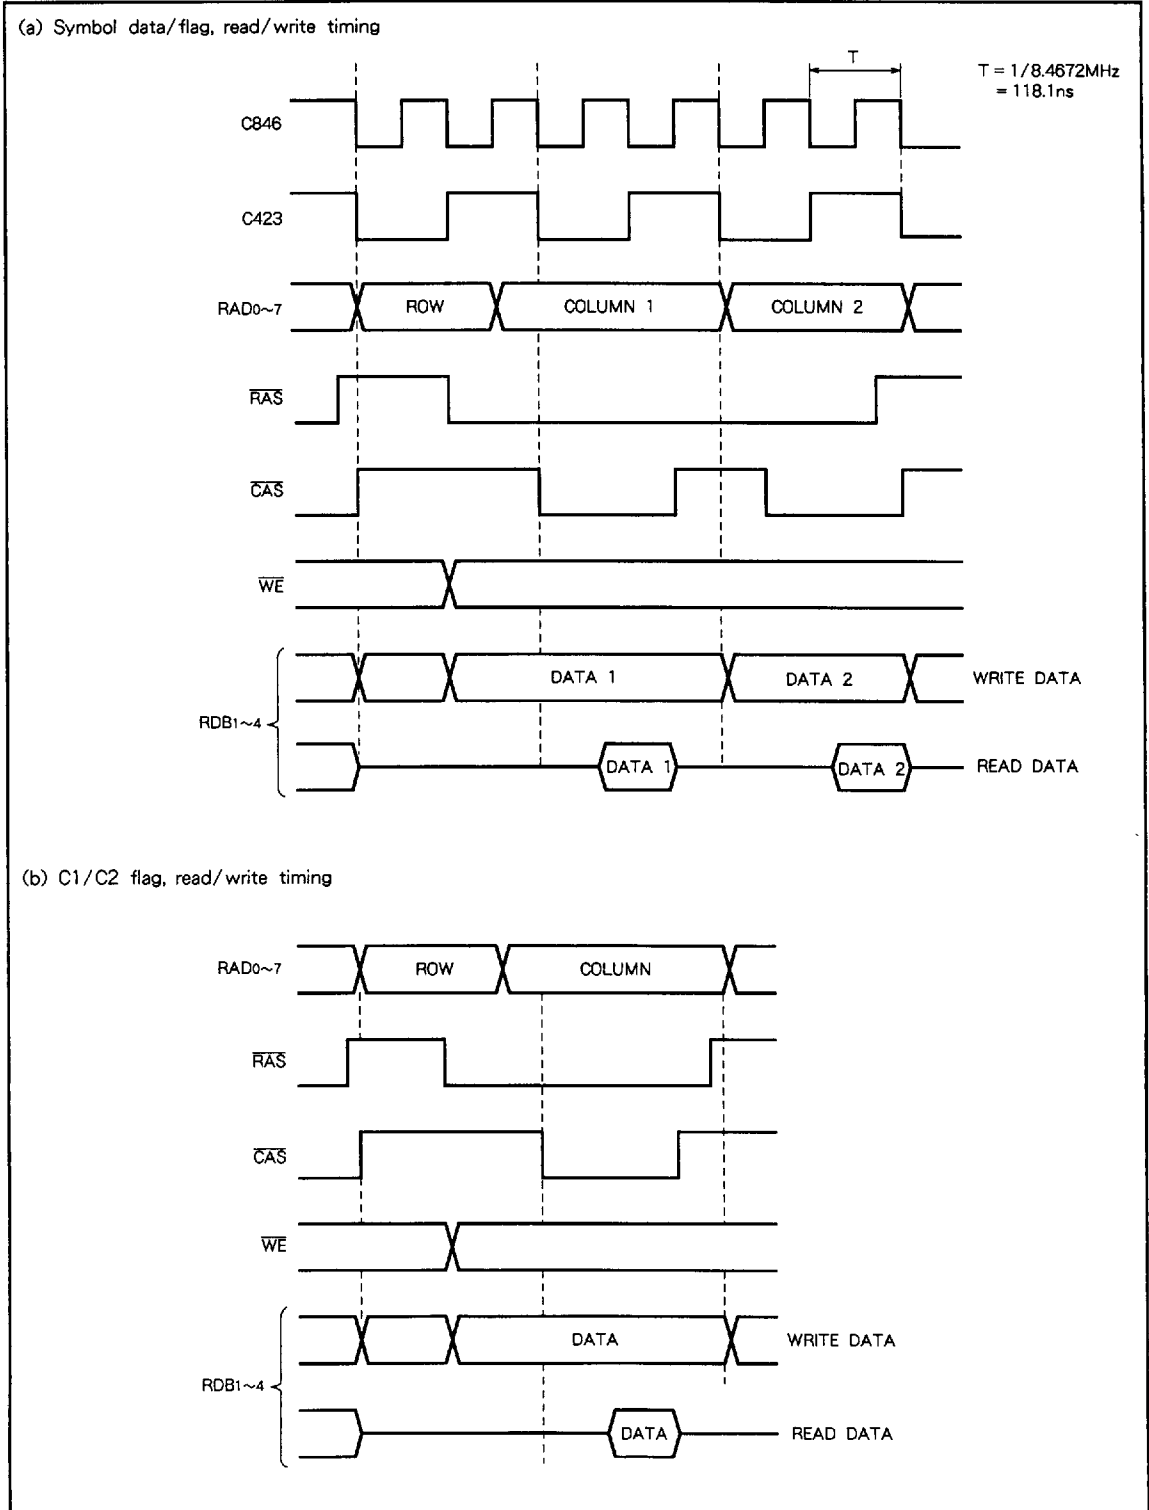 (a) Symbol data/flag, read/write timing
T
T = 1/8.4672MHz
= 118.1ns
C846
C423
RAD0~7
ROW
COLUMN 1
COLUMN 2
RAS
CAS
WE
DATA 1
DATA 2
WRITE DATA
RDB1~4
DATA 1
DATA 2
READ DATA
(b) C1/C2 flag, read/write timing
RAD0~7
ROW
COLUMN
RAS
CAS
WE
DATA
WRITE DATA
RDB1~4
DATA
READ DATA